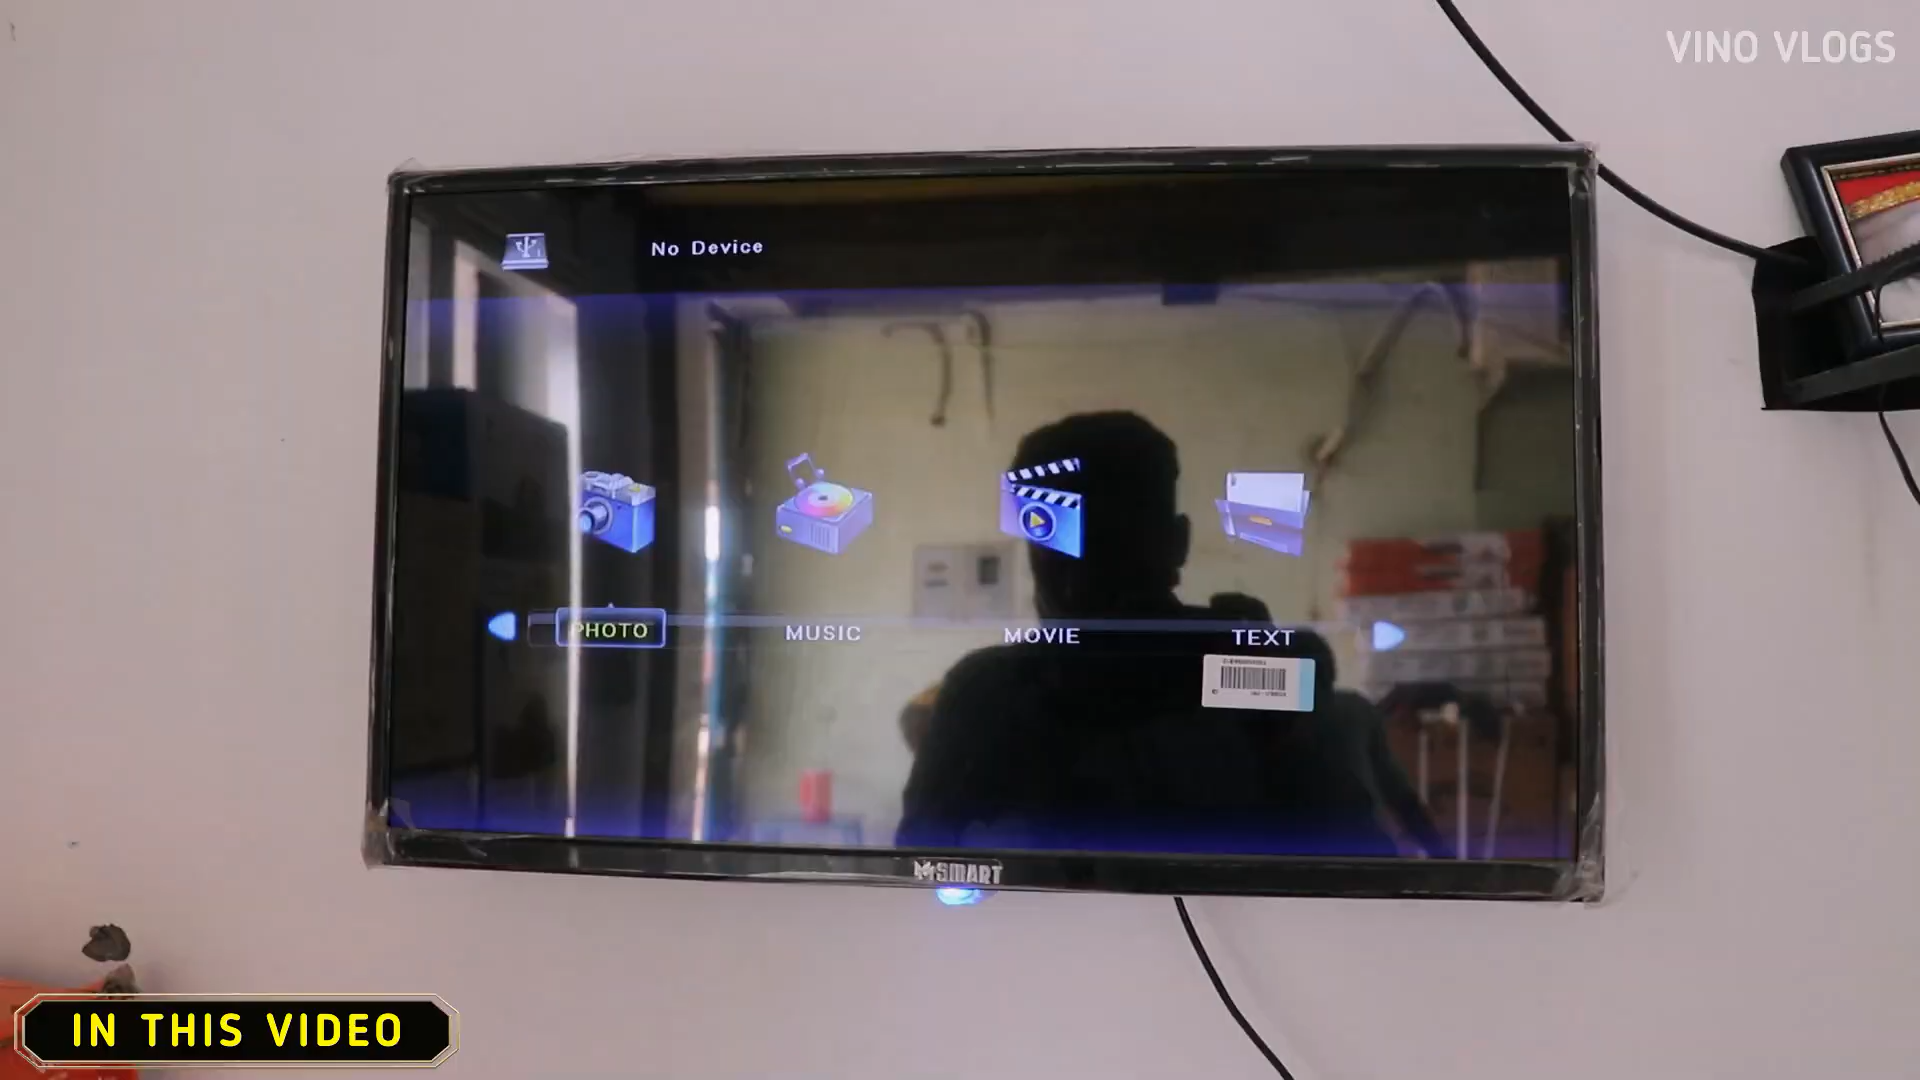 VINO VLOGS
No Device
PHOTO
MUSIC
MOVIE
TEXT
SMART
IN THIS VIDEO